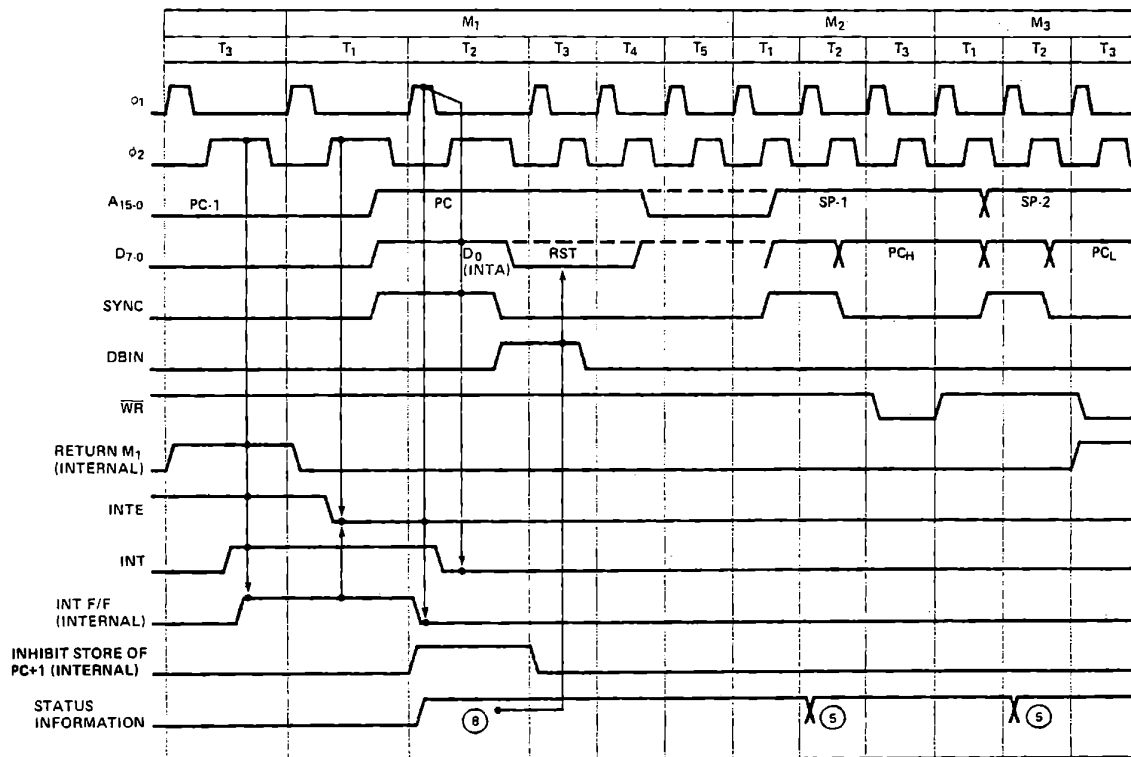 M₁ M₂ M₃
T₃ T₁ T₂ T₃ T₄ T₅ T₁ T₂ T₃ T₁ T₂ T₃
ø₁
ϕ₂
A₁₅₋₀ PC-1 PC SP-1 SP-2
D₇₋₀ D₀ (INTA) RST PCH PCL
SYNC
DBIN
W̅R̅
RETURN M₁
(INTERNAL)
INTE
INT
INT F/F
(INTERNAL)
INHIBIT STORE OF
PC+1 (INTERNAL)
STATUS
INFORMATION 8 5 5